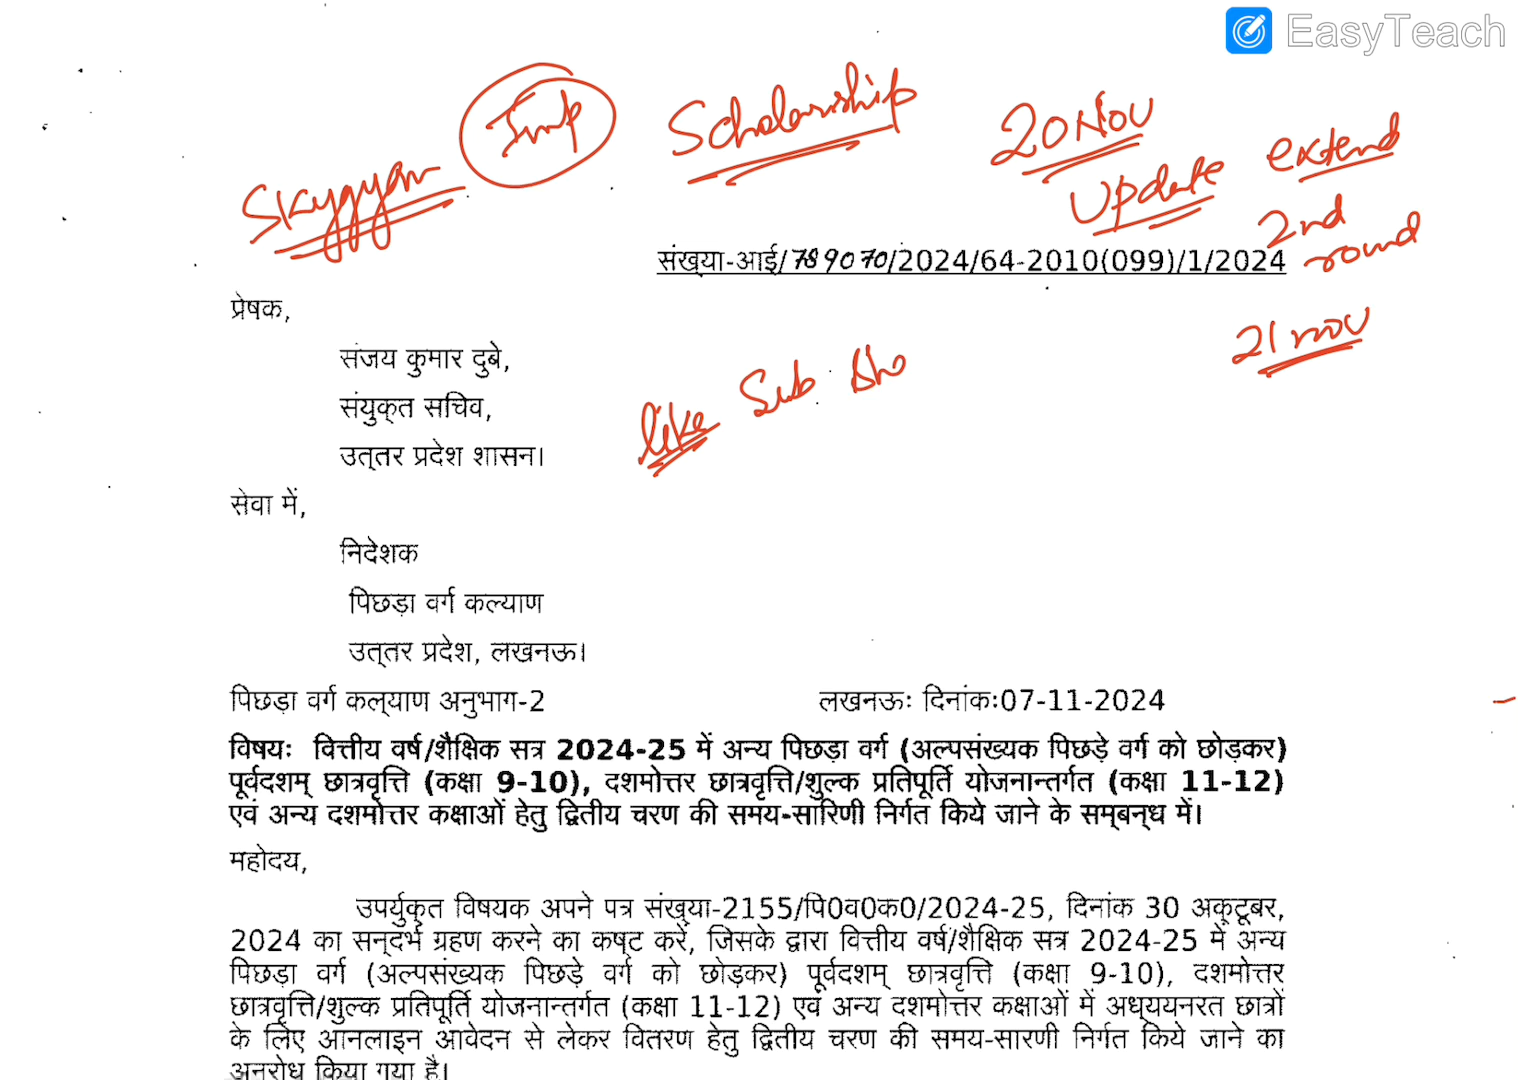 EasyTeach
Skygyan Imp Scholarship 20 Nov
Update extend
2nd
round
संख्या-आई/789070/2024/64-2010(099)/1/2024
21 nov
प्रेषक,
संजय कुमार दुबे,
संयुक्त सचिव,
उत्तर प्रदेश शासन।
like Sub
सेवा में,
निदेशक
पिछड़ा वर्ग कल्याण
उत्तर प्रदेश, लखनऊ।
पिछड़ा वर्ग कल्याण अनुभाग-2 लखनऊः दिनांकः07-11-2024
विषयः वित्तीय वर्ष/शैक्षिक सत्र 2024-25 में अन्य पिछड़ा वर्ग (अल्पसंख्यक पिछड़े वर्ग को छोड़कर)
पूर्वदशम् छात्रवृत्ति (कक्षा 9-10), दशमोत्तर छात्रवृत्ति/शुल्क प्रतिपूर्ति योजनान्तर्गत (कक्षा 11-12)
एवं अन्य दशमोत्तर कक्षाओं हेतु द्वितीय चरण की समय-सारिणी निर्गत किये जाने के सम्बन्ध में।
महोदय,
उपर्युक्त विषयक अपने पत्र संख्या-2155/पि0व0क0/2024-25, दिनांक 30 अक्टूबर,
2024 का सन्दर्भ ग्रहण करने का कष्ट करें, जिसके द्वारा वित्तीय वर्ष/शैक्षिक सत्र 2024-25 में अन्य
पिछड़ा वर्ग (अल्पसंख्यक पिछड़े वर्ग को छोड़कर) पूर्वदशम् छात्रवृत्ति (कक्षा 9-10), दशमोत्तर
छात्रवृत्ति/शुल्क प्रतिपूर्ति योजनान्तर्गत (कक्षा 11-12) एवं अन्य दशमोत्तर कक्षाओं में अध्ययनरत छात्रों
के लिए ऑनलाइन आवेदन से लेकर वितरण हेतु द्वितीय चरण की समय-सारणी निर्गत किये जाने का
अनुरोध किया गया है।